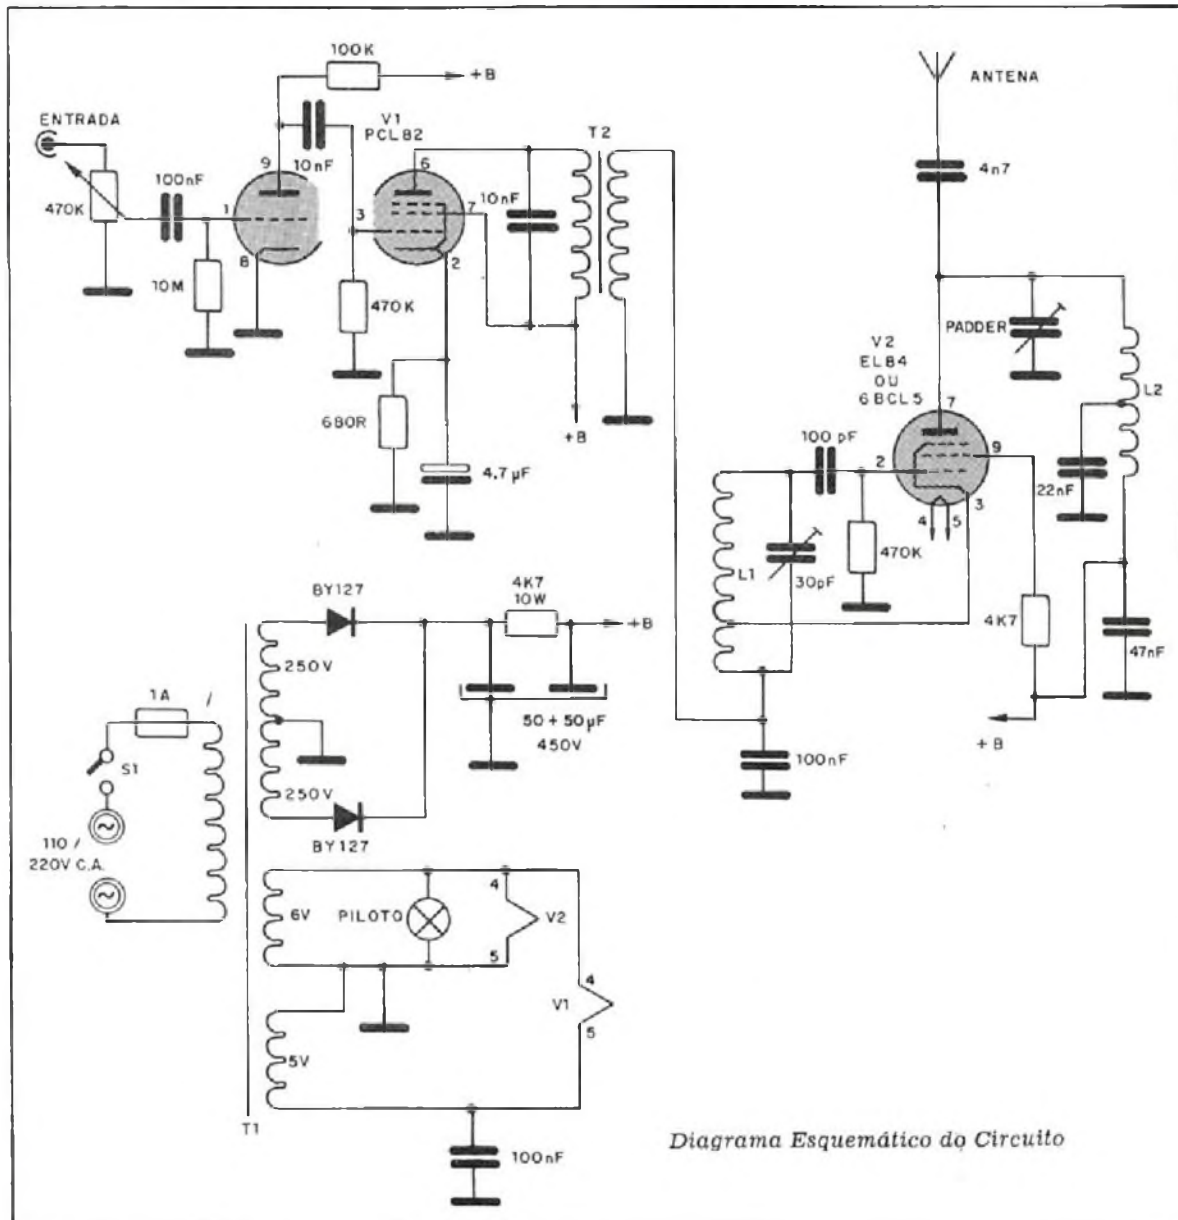 100K
+B
ANTENA
ENTRADA
V1
PCL82
T2
470K
100nF
9
10nF
6
4n7
1
3
7
10nF
8
2
10M
470K
PADDER
V2
EL84
OU
6BCL5
L2
7
680R
+B
100 pF
2
9
4,7 µF
22nF
4
5
3
L1
30pF
470K
BY127
4K7
10W
+B
4K7
250V
47nF
1A
50 + 50µF
450V
+B
S1
100nF
250V
110 /
220V C.A.
BY127
4
6V
PILOTO
V2
5
4
V1
5
5V
T1
100nF
Diagrama Esquemático do Circuito